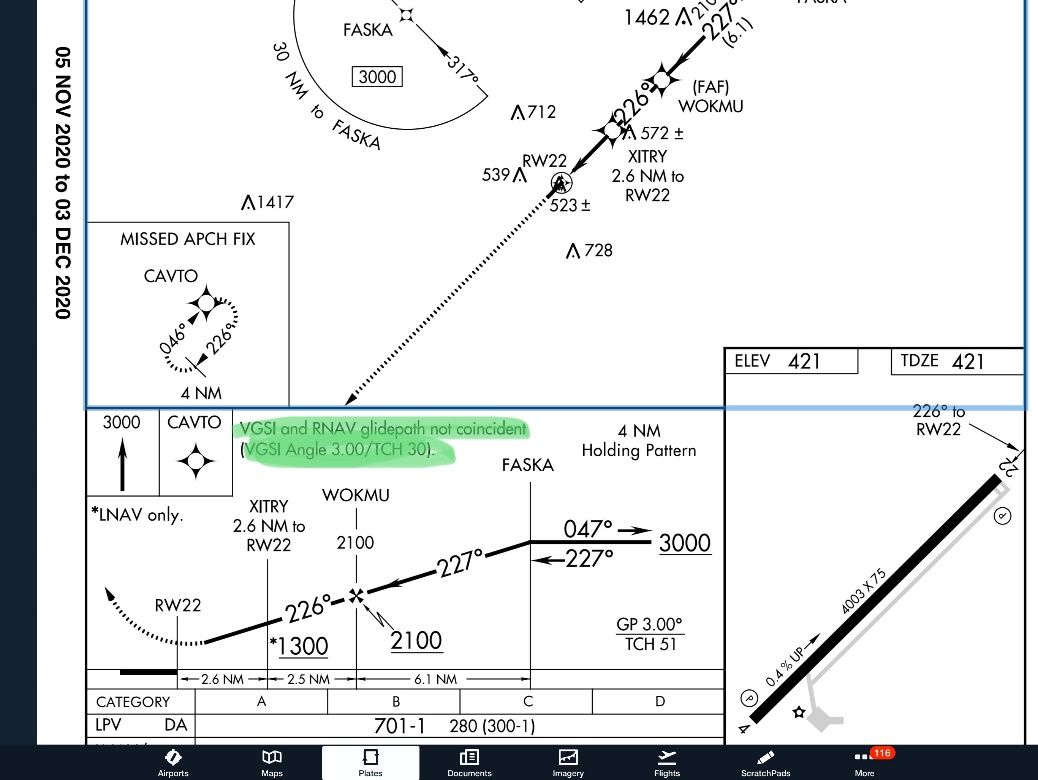 05 NOV 2020 to 03 DEC 2020
FASKA
3000
317°
30 NM to FASKA
1462
227°
(6.1)
226°
(FAF)
WOKMU
712
572 ±
XITRY
2.6 NM to
RW22
RW22
539
523 ±
1417
728
MISSED APCH FIX
CAVTO
046°
226°
4 NM
ELEV 421
TDZE 421
226° to
RW22
22
P
4003 X 75
0.4% UP
P
4
3000
CAVTO
VGSI and RNAV glidepath not coincident
(VGSI Angle 3.00/TCH 30).
4 NM
Holding Pattern
FASKA
*LNAV only.
WOKMU
XITRY
2.6 NM to
RW22
2100
047°
3000
227°
227°
RW22
226°
*1300
2100
GP 3.00°
TCH 51
2.6 NM
2.5 NM
6.1 NM
CATEGORY A B C D
LPV DA 701-1 280 (300-1)
116
Airports Maps Plates Documents Imagery Flights ScratchPads More